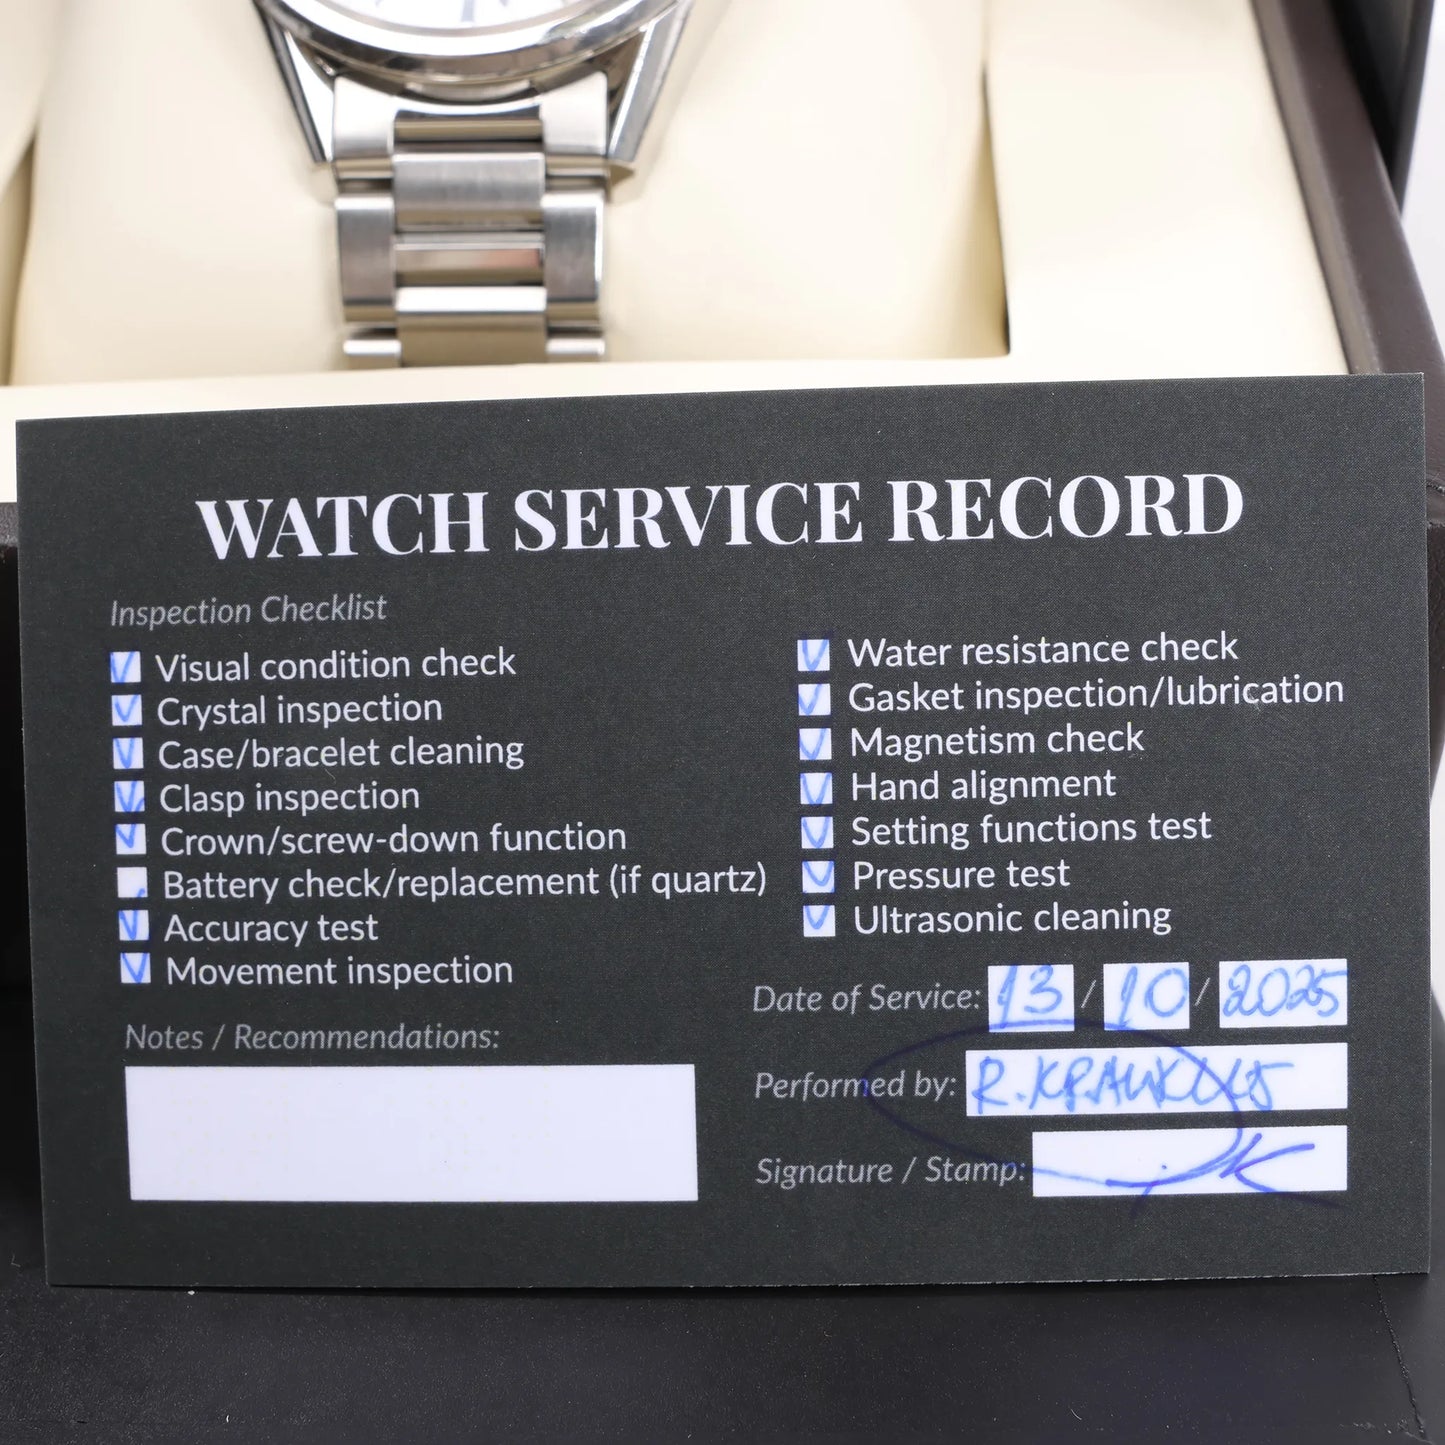 WATCH SERVICE RECORD
Inspection Checklist
Visual condition check
Crystal inspection
Case/bracelet cleaning
Clasp inspection
Crown/screw-down function
Battery check/replacement (if quartz)
Accuracy test
Movement inspection
Notes / Recommendations:
Water resistance check
Gasket inspection/lubrication
Magnetism check
Hand alignment
Setting functions test
Pressure test
Ultrasonic cleaning
Date of Service: 13 / 10 / 2025
Performed by: R.
Signature / Stamp: